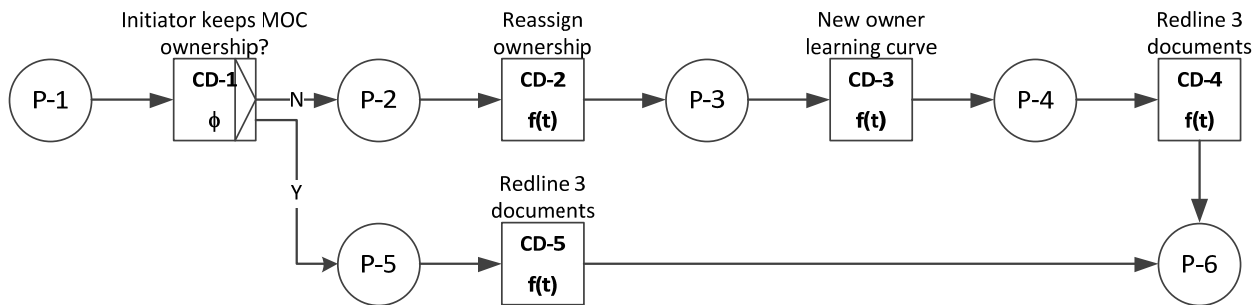 Initiator keeps MOC
ownership?
Reassign
ownership
New owner
learning curve
Redline 3
documents
P-1
CD-1
ϕ
N
P-2
CD-2
f(t)
P-3
CD-3
f(t)
P-4
CD-4
f(t)
Y
Redline 3
documents
P-5
CD-5
f(t)
P-6